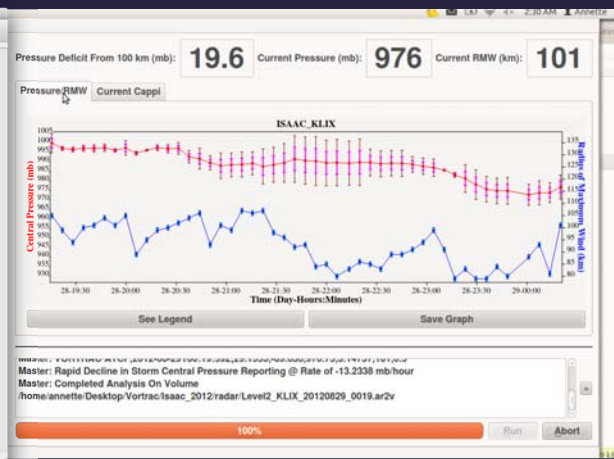 2:30 AM Annette
Pressure Deficit From 100 km (mb): 19.6 Current Pressure (mb): 976 Current RMW (km): 101
Pressure/RMW Current Cappi
ISAAC_KLIX
1005
1000
995
990
985
980
975
970
965
960
955
950
945
940
935
930
Central Pressure (mb)
135
130
125
120
115
110
105
100
95
90
85
80
Radius of Maximum Wind (km)
28-19:30 28-20:00 28-20:30 28-21:00 28-21:30 28-22:00 28-22:30 28-23:00 28-23:30 29-00:00
Time (Day-Hours:Minutes)
See Legend Save Graph
Master: Rapid Decline in Storm Central Pressure Reporting @ Rate of -13.2338 mb/hour
Master: Completed Analysis On Volume
/home/annette/Desktop/Vortrac/Isaac_2012/radar/Level2_KLIX_20120829_0019.ar2v
100% Run Abort